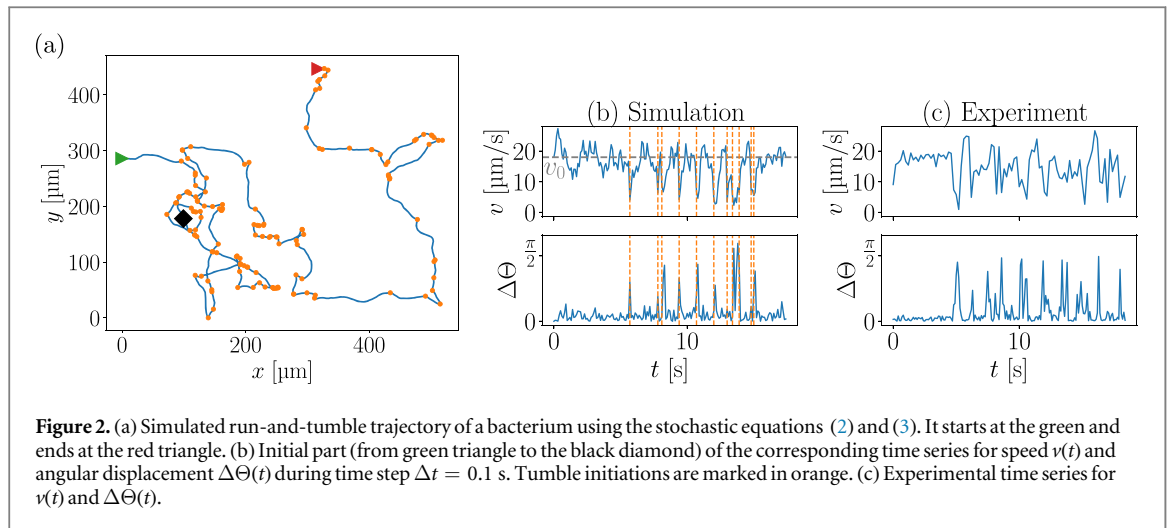 (a)
400
300
200
100
0
y [μm]
0 200 400
x [μm]
(b) Simulation
20
10
0
v [μm/s]
v₀
π/2
0
ΔΘ
0 10
t [s]
(c) Experiment
20
10
0
v [μm/s]
π/2
0
ΔΘ
0 10
t [s]
Figure 2. (a) Simulated run-and-tumble trajectory of a bacterium using the stochastic equations (2) and (3). It starts at the green and
ends at the red triangle. (b) Initial part (from green triangle to the black diamond) of the corresponding time series for speed v(t) and
angular displacement ΔΘ(t) during time step Δt = 0.1 s. Tumble initiations are marked in orange. (c) Experimental time series for
v(t) and ΔΘ(t).